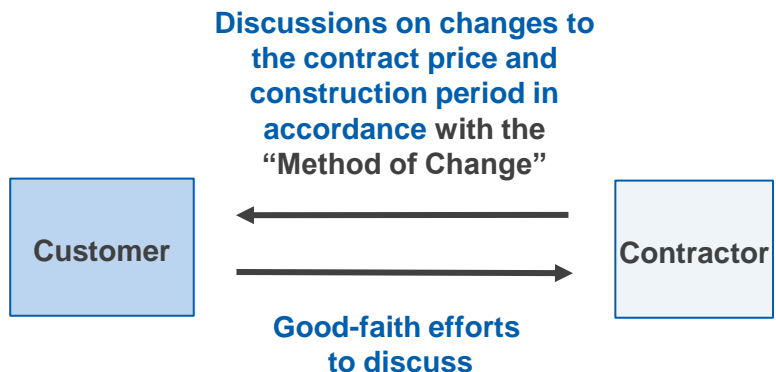 Discussions on changes to
the contract price and
construction period in
accordance with the
“Method of Change”
Customer
Contractor
Good-faith efforts
to discuss